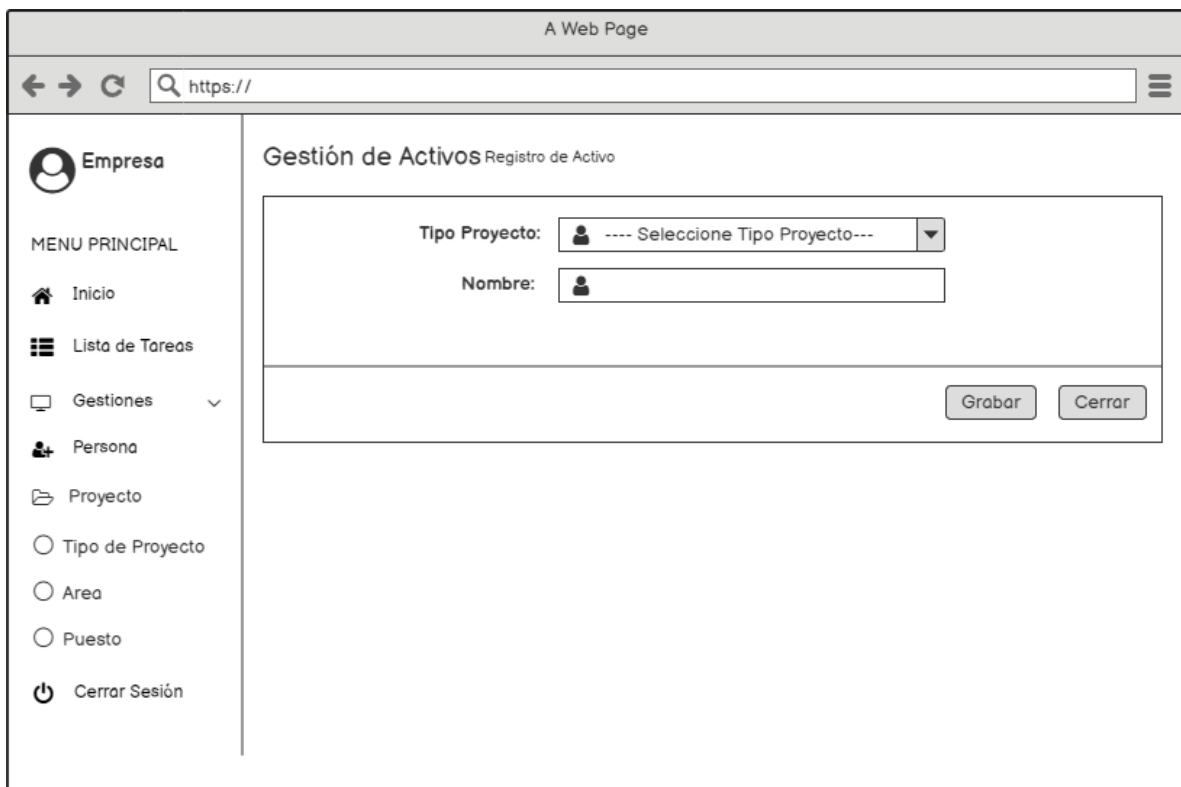 A Web Page
https://
Empresa
MENU PRINCIPAL
Inicio
Lista de Tareas
Gestiones
Persona
Proyecto
Tipo de Proyecto
Area
Puesto
Cerrar Sesión
Gestión de Activos Registro de Activo
Tipo Proyecto: ---- Seleccione Tipo Proyecto---
Nombre:
Grabar Cerrar